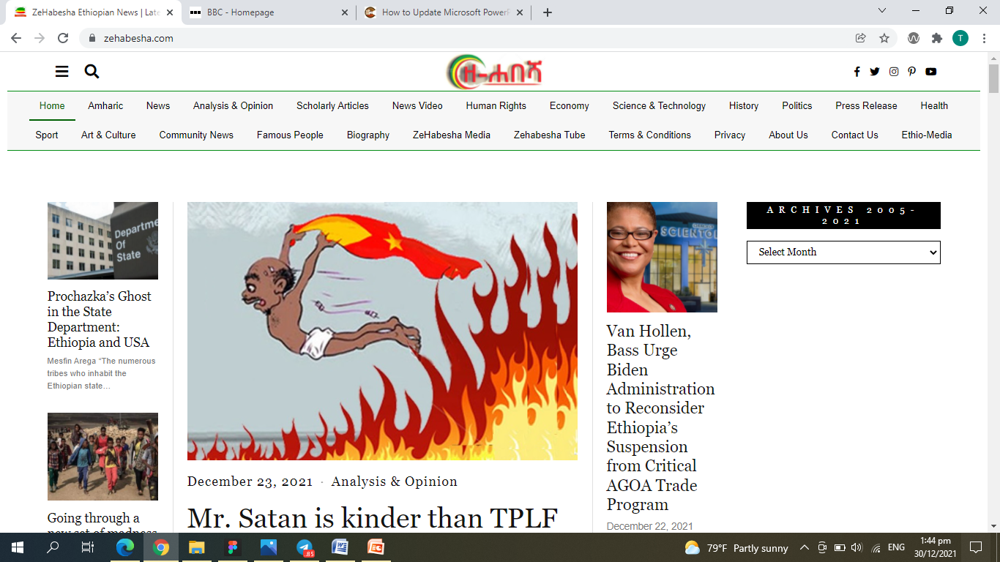 ZeHabesha Ethiopian News | Late
BBC - Homepage
How to Update Microsoft PowerP
zehabesha.com
T
ዘ-ሐበሻ
Home Amharic News Analysis & Opinion Scholarly Articles News Video Human Rights Economy Science & Technology History Politics Press Release Health
Sport Art & Culture Community News Famous People Biography ZeHabesha Media Zehabesha Tube Terms & Conditions Privacy About Us Contact Us Ethio-Media
Departme
Of
State
Prochazka’s Ghost
in the State
Department:
Ethiopia and USA
Mesfin Arega “The numerous
tribes who inhabit the
Ethiopian state...
Going through a
new set of madness
December 23, 2021 · Analysis & Opinion
Mr. Satan is kinder than TPLF
SCIENTOL
Van Hollen,
Bass Urge
Biden
Administration
to Reconsider
Ethiopia’s
Suspension
from Critical
AGOA Trade
Program
December 22, 2021
ARCHIVES 2005-
2021
Select Month
85
79°F Partly sunny
ENG
1:44 pm
30/12/2021